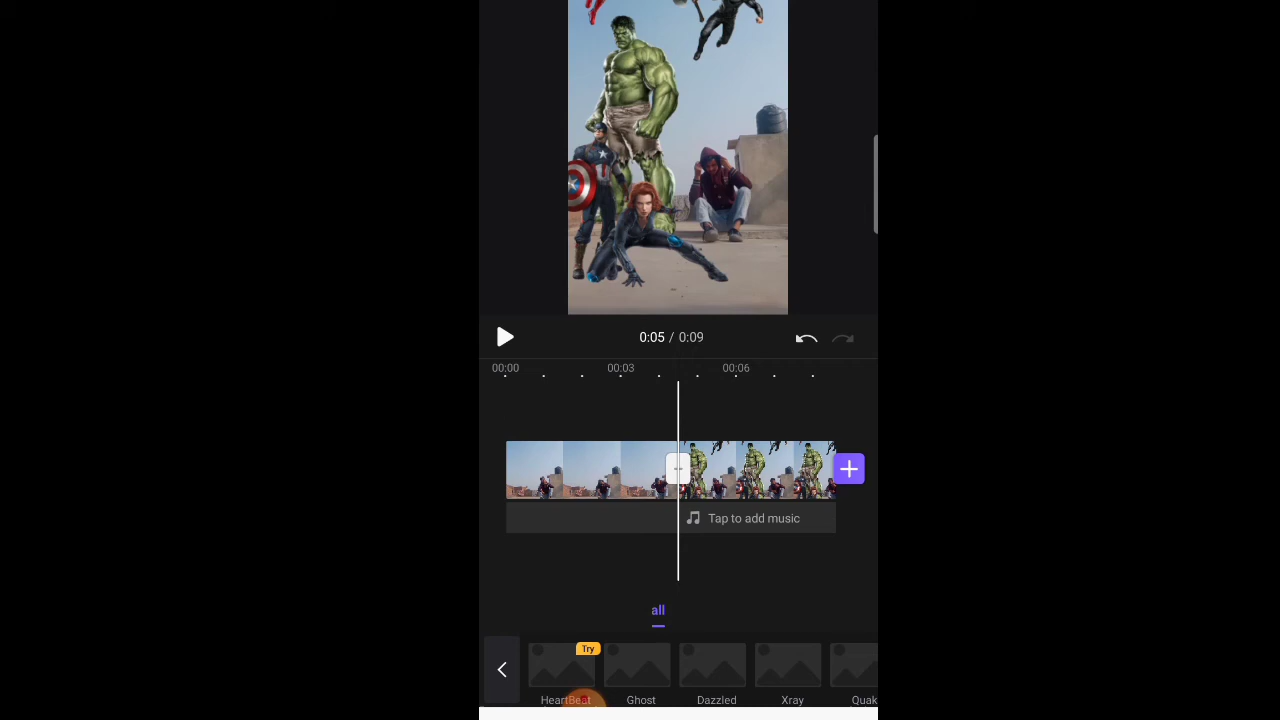 0:05 / 0:09
00:00 00:03 00:06
Tap to add music
all
Try
HeartBeat Ghost Dazzled Xray Quak